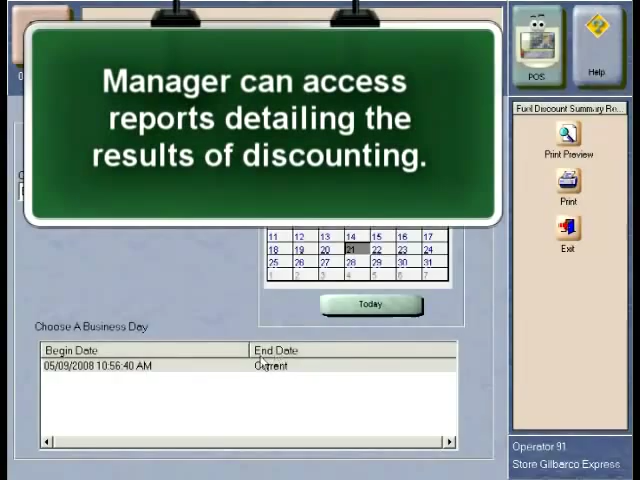 Manager can access
reports detailing the
results of discounting.
POS
Help
Fuel Discount Summary Re...
Print Preview
Print
Exit
11 12 13 14 15 16 17
18 19 20 21 22 23 24
25 26 27 28 29 30 31
1 2 3 4 5 6 7
Today
Choose A Business Day
Begin Date End Date
05/09/2008 10:56:40 AM Current
Operator 91
Store Gilbarco Express